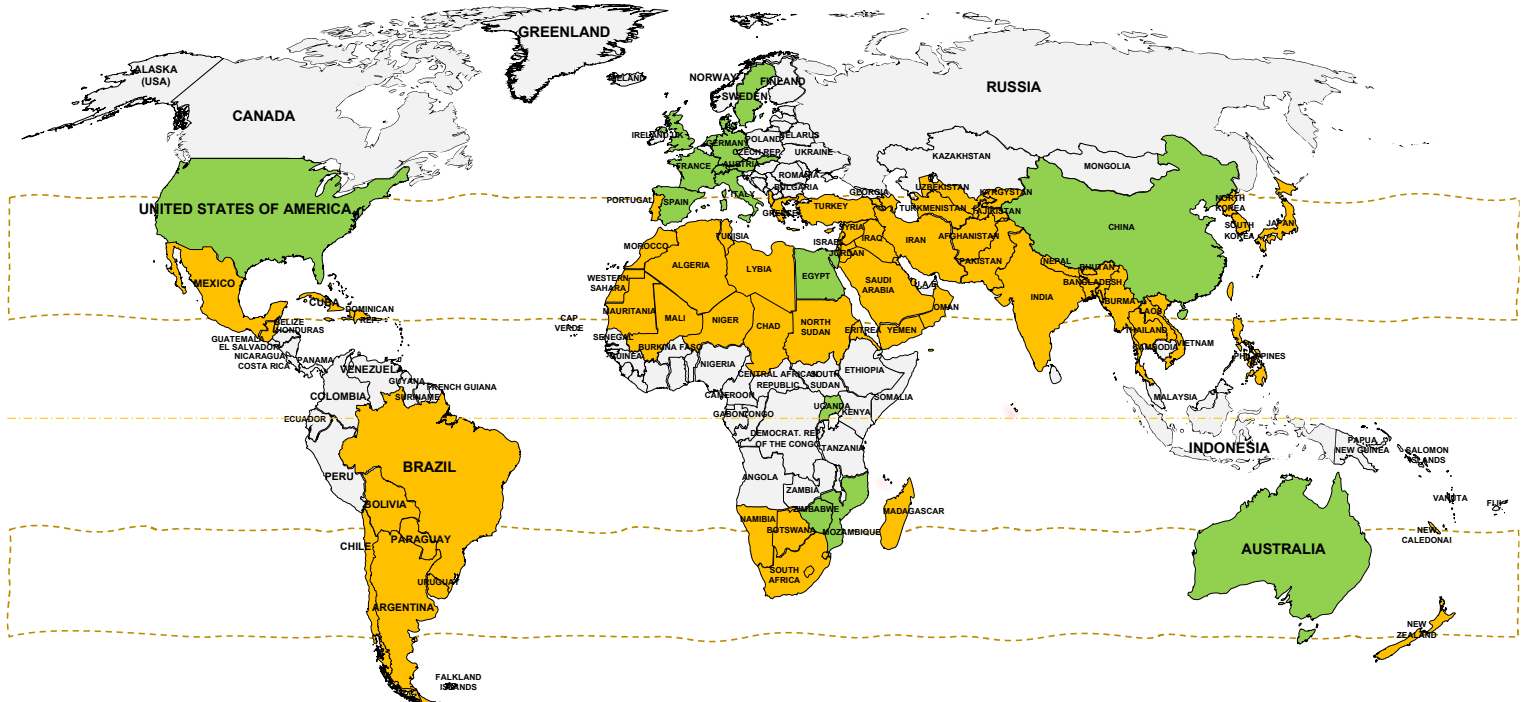 GREENLAND
ALASKA
(USA)
CANADA
UNITED STATES OF AMERICA
MEXICO
CUBA
DOMINICAN
REP.
BELIZE
HONDURAS
GUATEMALA
EL SALVADOR
NICARAGUA
COSTA RICA
PANAMA
VENEZUELA
GUYANA
FRENCH GUIANA
SURINAME
COLOMBIA
ECUADOR
PERU
BRAZIL
BOLIVIA
PARAGUAY
CHILE
URUGUAY
ARGENTINA
FALKLAND
ISLANDS
NORWAY
SWEDEN
FINLAND
RUSSIA
IRELAND
UK
GERMANY
POLAND
BELARUS
CZECH REP.
UKRAINE
FRANCE
AUSTRIA
ROMARIA
BULGARIA
ITALY
PORTUGAL
SPAIN
GREECE
TURKEY
GEORGIA
KAZAKHSTAN
MONGOLIA
UZBEKISTAN
KYRGYSTAN
TURKMENISTAN
TAJIKISTAN
NORTH
KOREA
SOUTH
KOREA
JAPAN
CHINA
SYRIA
ISRAEL
IRAQ
JORDAN
IRAN
AFGHANISTAN
PAKISTAN
NEPAL
BHUTAN
BANGLADESH
INDIA
BURMA
LAOS
THAILAND
VIETNAM
CAMBODIA
PHILIPPINES
SAUDI
ARABIA
U.A.E
OMAN
YEMEN
MOROCCO
TUNISIA
ALGERIA
LYBIA
EGYPT
WESTERN
SAHARA
MAURITANIA
MALI
NIGER
CHAD
NORTH
SUDAN
ERITREA
CAP
VERDE
SENEGAL
GUINEA
BURKINA FASO
NIGERIA
CENTRAL AFRICAN
REPUBLIC
SOUTH
SUDAN
ETHIOPIA
SOMALIA
CAMEROON
GABON
CONGO
UGANDA
KENYA
DEMOCRAT. REP.
OF THE CONGO
TANZANIA
ANGOLA
ZAMBIA
ZIMBABWE
MOZAMBIQUE
NAMIBIA
BOTSWANA
SOUTH
AFRICA
MADAGASCAR
MALAYSIA
INDONESIA
PAPUA
NEW GUINEA
SALOMON
ISLANDS
VANUTA
FIJI
NEW
CALEDONAI
AUSTRALIA
NEW
ZEALAND